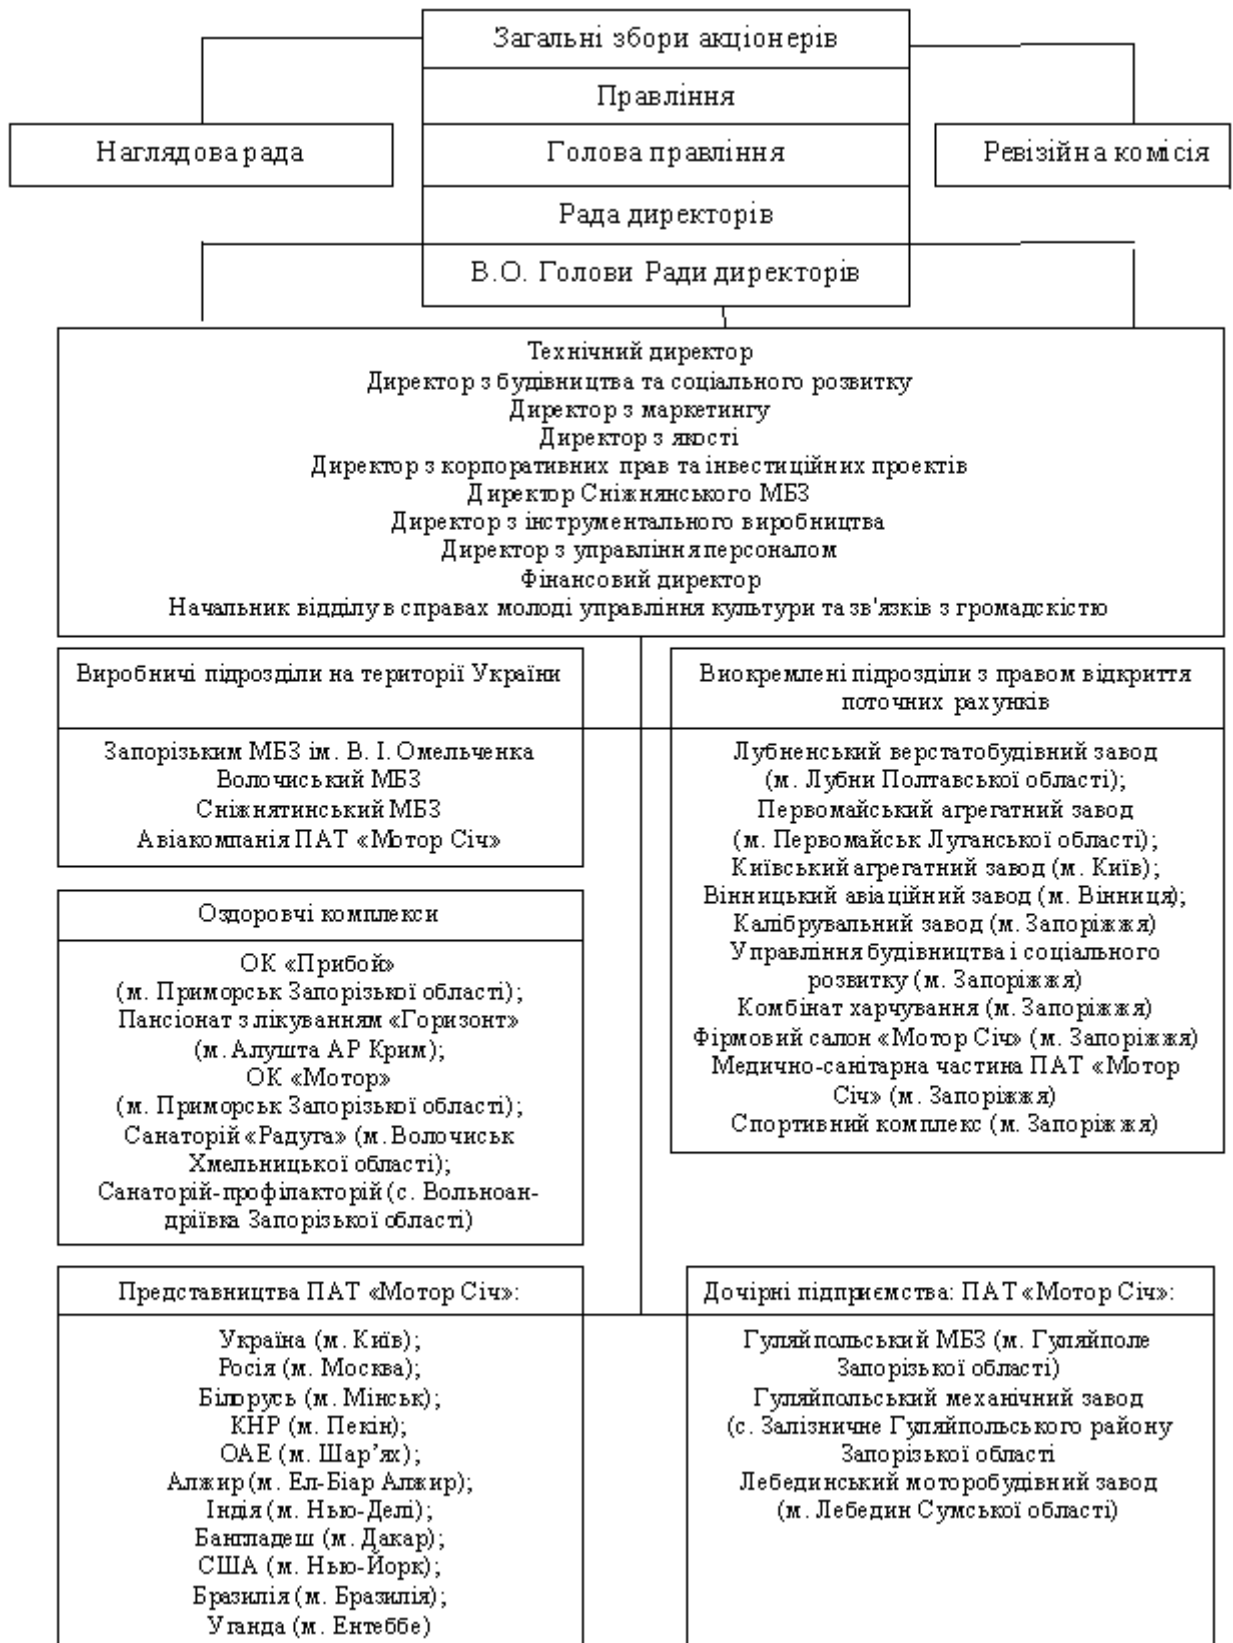 Загальні збори акціонерів
Правління
Наглядова рада
Голова правління
Ревізійна комісія
Рада директорів
В.О. Голови Ради директорів
Технічний директор
Директор з будівництва та соціального розвитку
Директор з маркетингу
Директор з якості
Директор з корпоративних прав та інвестиційних проектів
Директор Сніжнянського МБЗ
Директор з інструментального виробництва
Директор з управління персоналом
Фінансовий директор
Начальник відділу в справах молоді управління культури та зв'язків з громадскістю
Виробничі підрозділи на території України
Запорізьким МБЗ ім. В. І. Омельченка
Волочиський МБЗ
Сніжнятинський МБЗ
Авіакомпанія ПАТ «Мотор Січ»
Виокремлені підрозділи з правом відкриття
поточних рахунків
Лубненський верстатобудівний завод
(м. Лубни Полтавської області);
Первомайський агрегатний завод
(м. Первомайськ Луганської області);
Київський агрегатний завод (м. Київ);
Вінницький авіаційний завод (м. Вінниця);
Калібрувальний завод (м. Запоріжжя)
Управління будівництва і соціального
розвитку (м. Запоріжжя)
Комбінат харчування (м. Запоріжжя)
Фірмовий салон «Мотор Січ» (м. Запоріжжя)
Медично-санітарна частина ПАТ «Мотор
Січ» (м. Запоріжжя)
Спортивний комплекс (м. Запоріжжя)
Оздоровчі комплекси
ОК «Прибой»
(м. Приморськ Запорізької області);
Пансіонат з лікуванням «Горизонт»
(м. Алушта АР Крим);
ОК «Мотор»
(м. Приморськ Запорізької області);
Санаторій «Радуга» (м. Волочиськ
Хмельницької області);
Санаторій-профілакторій (с. Вольноан-
дріївка Запорізької області)
Представництва ПАТ «Мотор Січ»:
Україна (м. Київ);
Росія (м. Москва);
Білорусь (м. Мінськ);
КНР (м. Пекін);
ОАЕ (м. Шар’ях);
Алжир (м. Ел-Біар Алжир);
Індія (м. Нью-Делі);
Бангладеш (м. Дакар);
США (м. Нью-Йорк);
Бразилія (м. Бразилія);
Уганда (м. Ентеббе)
Дочірні підприємства: ПАТ «Мотор Січ»:
Гуляйпольський МБЗ (м. Гуляйполе
Запорізької області)
Гуляйпольський механічний завод
(с. Залізничне Гуляйпольського району
Запорізької області
Лебединський моторобудівний завод
(м. Лебедин Сумської області)